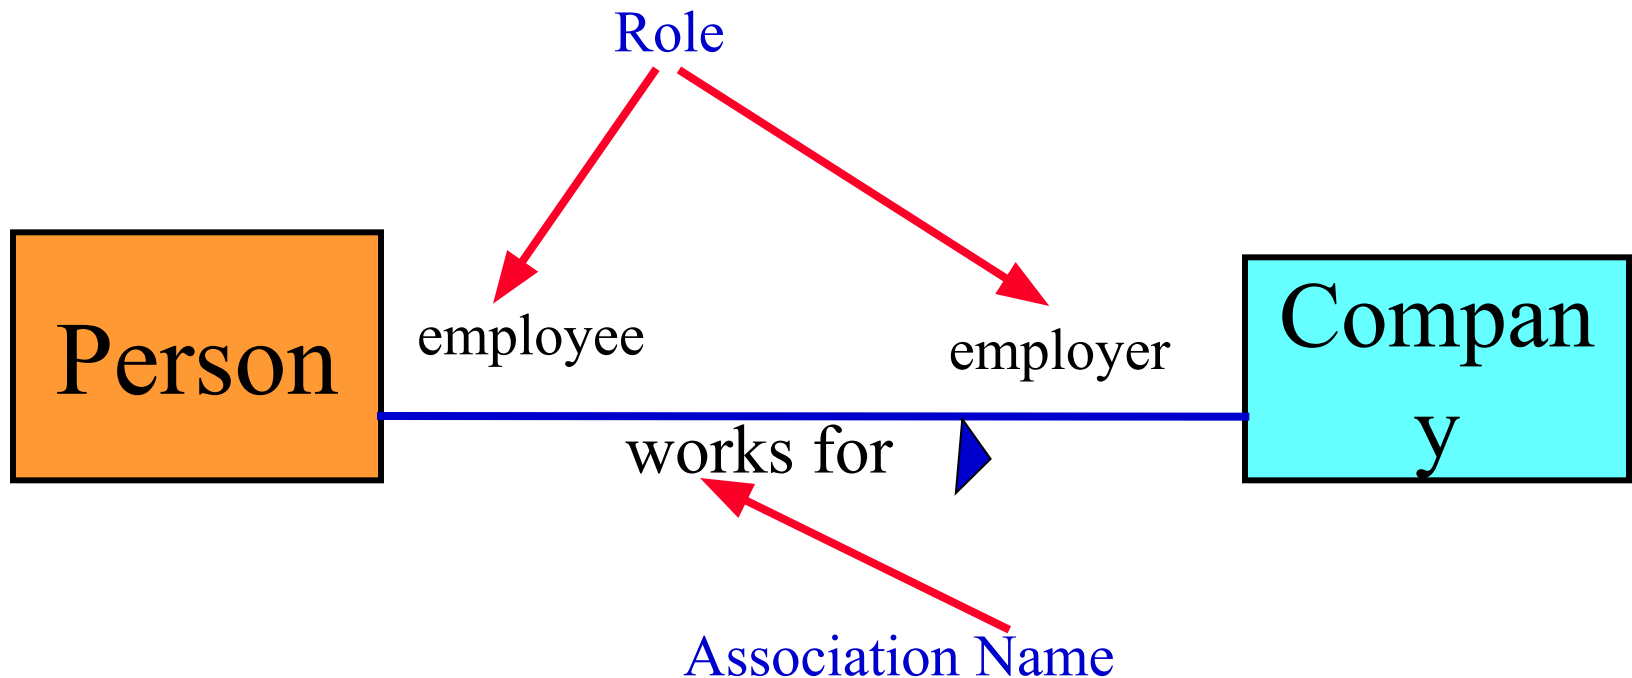 Role
employee
employer
Person
Compan
y
works for
Association Name